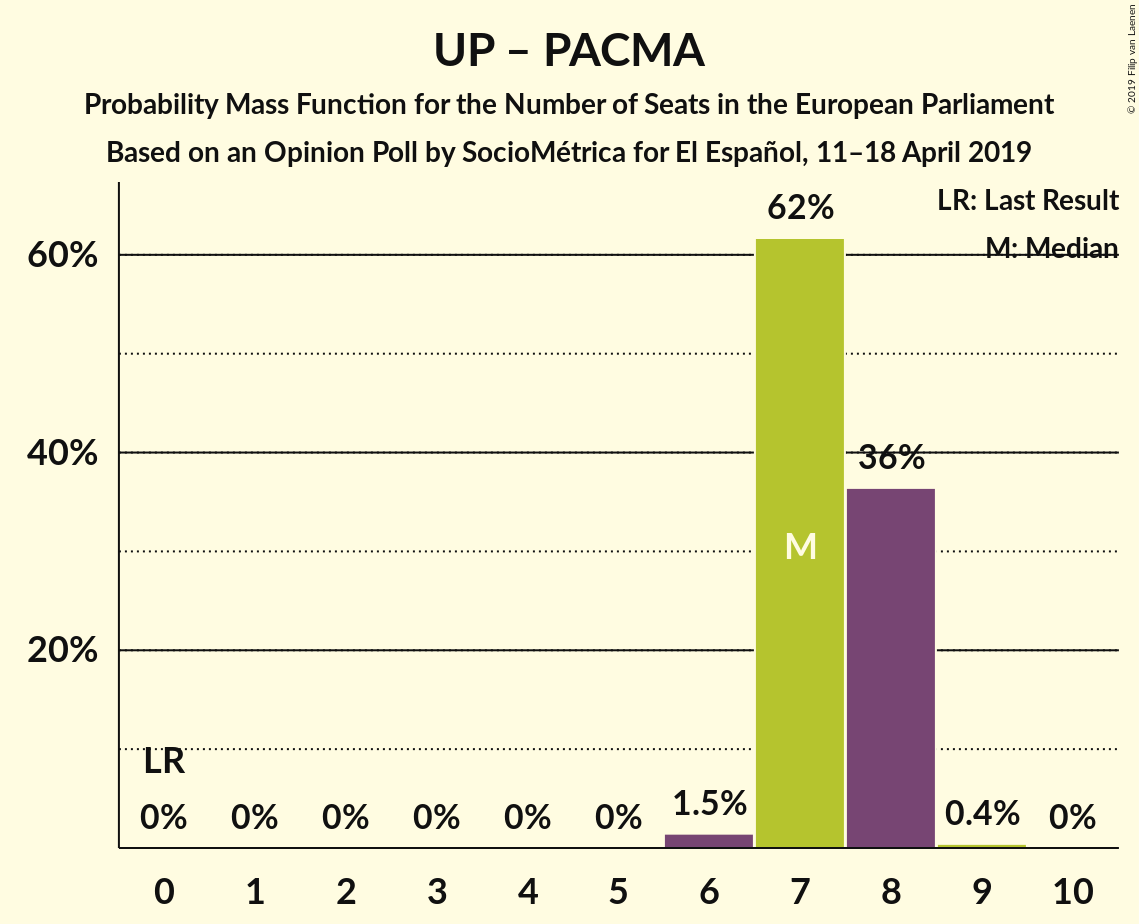 UP – PACMA
Probability Mass Function for the Number of Seats in the European Parliament
Based on an Opinion Poll by SocioMétrica for El Español, 11–18 April 2019
© 2019 Filip van Laenen
LR: Last Result
M: Median
60%
40%
20%
62%
36%
M
LR
0%
0%
0%
0%
0%
0%
1.5%
0.4%
0%
0 1 2 3 4 5 6 7 8 9 10